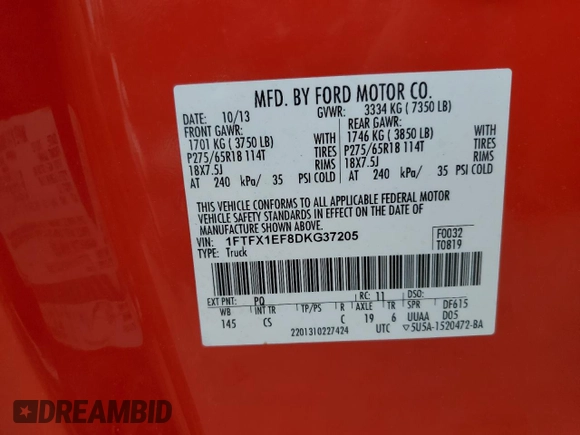 MFD. BY FORD MOTOR CO.
DATE: 10/13 GVWR: 3334 KG ( 7350 LB)
FRONT GAWR: REAR GAWR:
1701 KG ( 3750 LB) WITH 1746 KG ( 3850 LB) WITH
P275/65R18 114T TIRES P275/65R18 114T TIRES
18X7.5J RIMS 18X7.5J RIMS
AT 240 kPa/ 35 PSI COLD AT 240 kPa/ 35 PSI COLD
THIS VEHICLE CONFORMS TO ALL APPLICABLE FEDERAL MOTOR
VEHICLE SAFETY STANDARDS IN EFFECT ON THE DATE OF
MANUFACTURE SHOWN ABOVE.
VIN: 1FTFX1EF8DKG37205 F0032
TYPE: Truck T0819
EXT PNT: PQ RC: 11 DSO:
WB INT TR TP/PS R AXLE TR SPR DF615
145 CS C 19 6 UUAA D05
2201310227424 UTC 5U5A-1520472-BA
DREAMBID